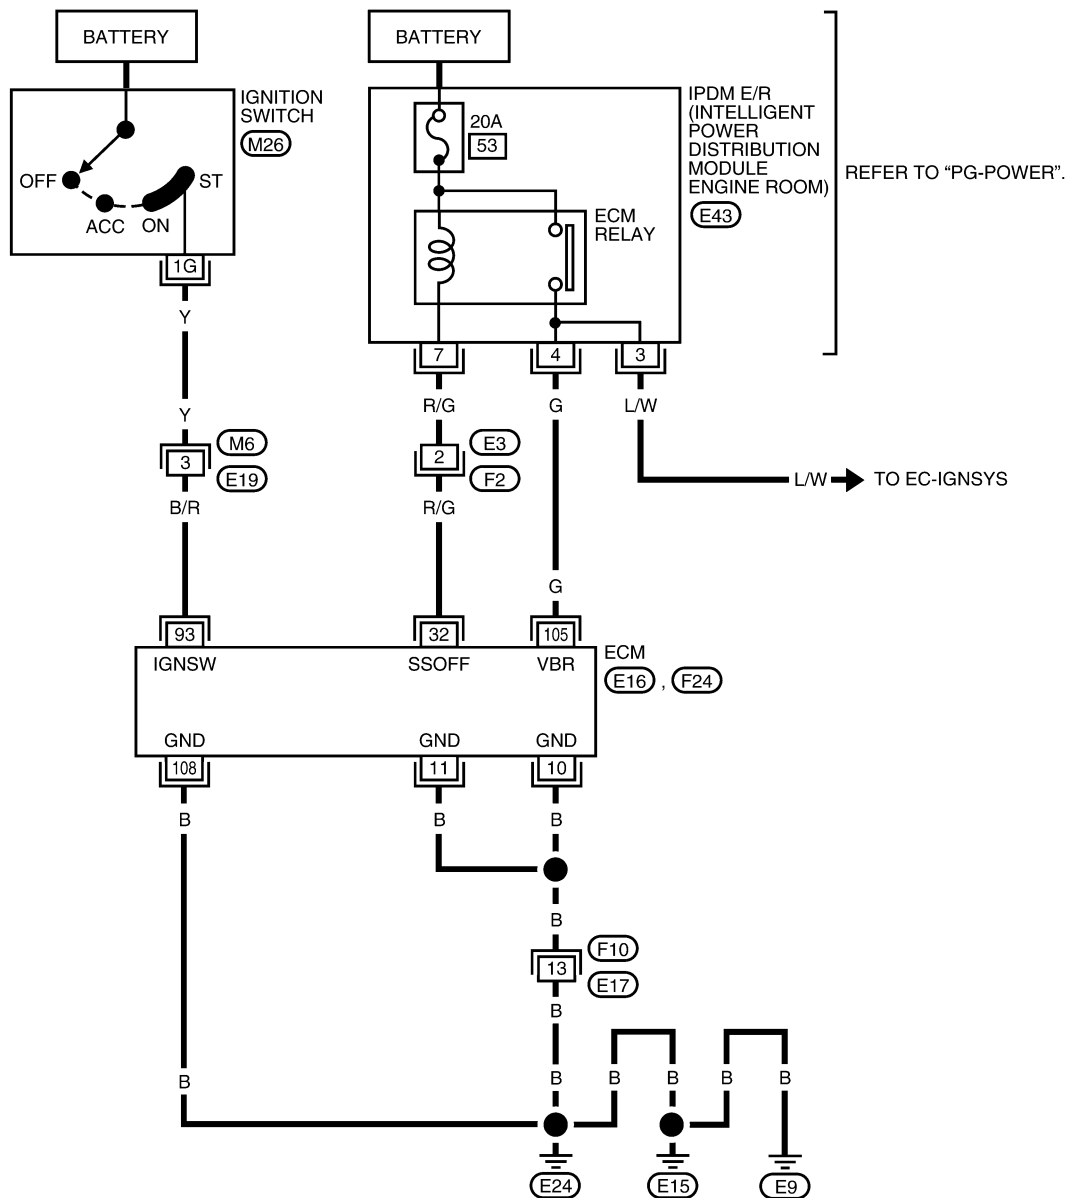 BATTERY
BATTERY
IGNITION
SWITCH
M26
OFF
ACC
ON
ST
1G
20A
53
ECM
RELAY
IPDM E/R
(INTELLIGENT
POWER
DISTRIBUTION
MODULE
ENGINE ROOM)
E43
REFER TO “PG-POWER”.
7
4
3
Y
R/G
G
L/W
Y
M6
3
E19
B/R
2
E3
F2
R/G
L/W
TO EC-IGNSYS
G
93
32
105
IGNSW
SSOFF
VBR
ECM
E16 , F24
GND
GND
GND
108
11
10
B
B
B
B
F10
13
E17
B
B
B
B
B
B
B
E24
E15
E9